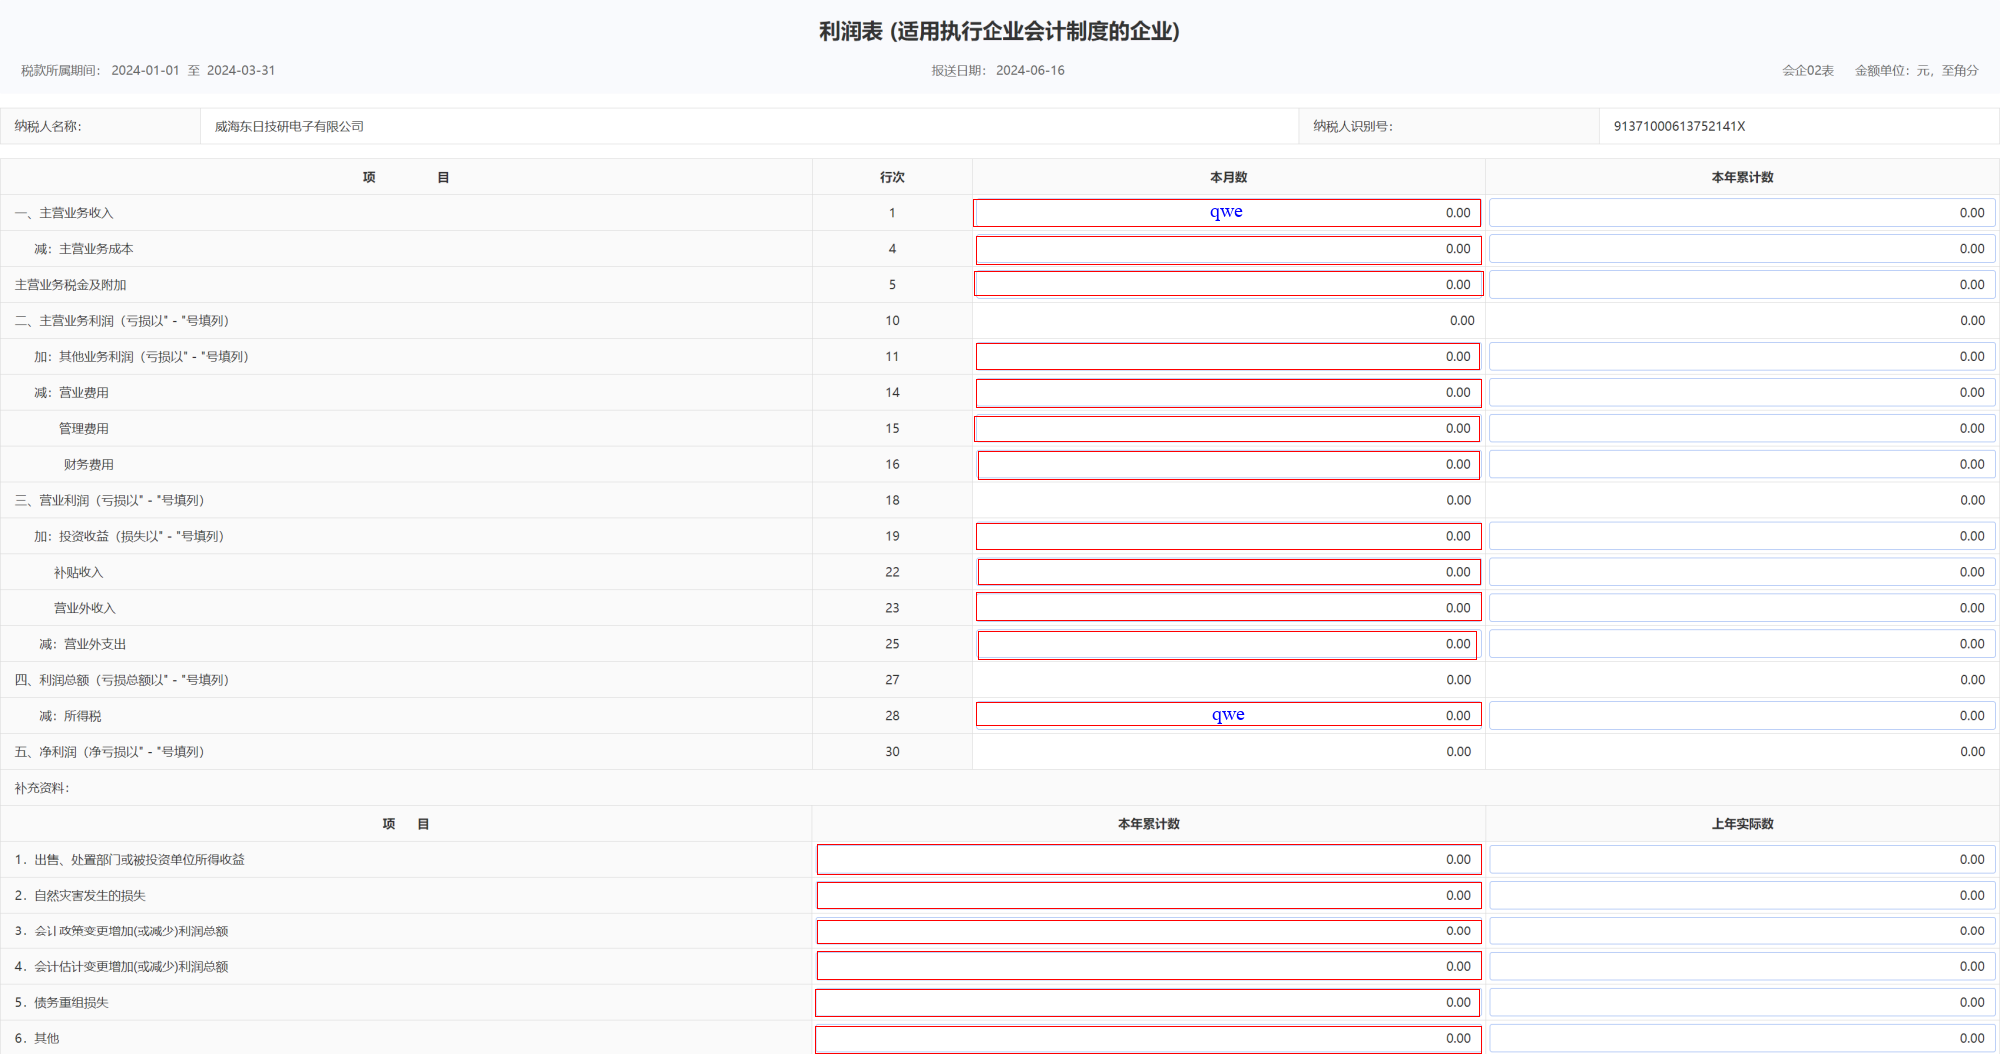 利润表 (适用执行企业会计制度的企业)
税款所属期间： 2024-01-01 至 2024-03-31 报送日期： 2024-06-16 会企02表 金额单位：元，至角分
纳税人名称： 威海东日技研电子有限公司 纳税人识别号： 91371000613752141X
项 目 行次 本月数 本年累计数
一、主营业务收入 1 qwe 0.00 0.00
减：主营业务成本 4 0.00 0.00
主营业务税金及附加 5 0.00 0.00
二、主营业务利润（亏损以" - "号填列） 10 0.00 0.00
加：其他业务利润（亏损以" - "号填列） 11 0.00 0.00
减：营业费用 14 0.00 0.00
管理费用 15 0.00 0.00
财务费用 16 0.00 0.00
三、营业利润（亏损以" - "号填列） 18 0.00 0.00
加：投资收益（损失以" - "号填列） 19 0.00 0.00
补贴收入 22 0.00 0.00
营业外收入 23 0.00 0.00
减：营业外支出 25 0.00 0.00
四、利润总额（亏损总额以" - "号填列） 27 0.00 0.00
减：所得税 28 qwe 0.00 0.00
五、净利润（净亏损以" - "号填列） 30 0.00 0.00
补充资料：
项 目 本年累计数 上年实际数
1．出售、处置部门或被投资单位所得收益 0.00 0.00
2．自然灾害发生的损失 0.00 0.00
3．会计政策变更增加(或减少)利润总额 0.00 0.00
4．会计估计变更增加(或减少)利润总额 0.00 0.00
5．债务重组损失 0.00 0.00
6．其他 0.00 0.00